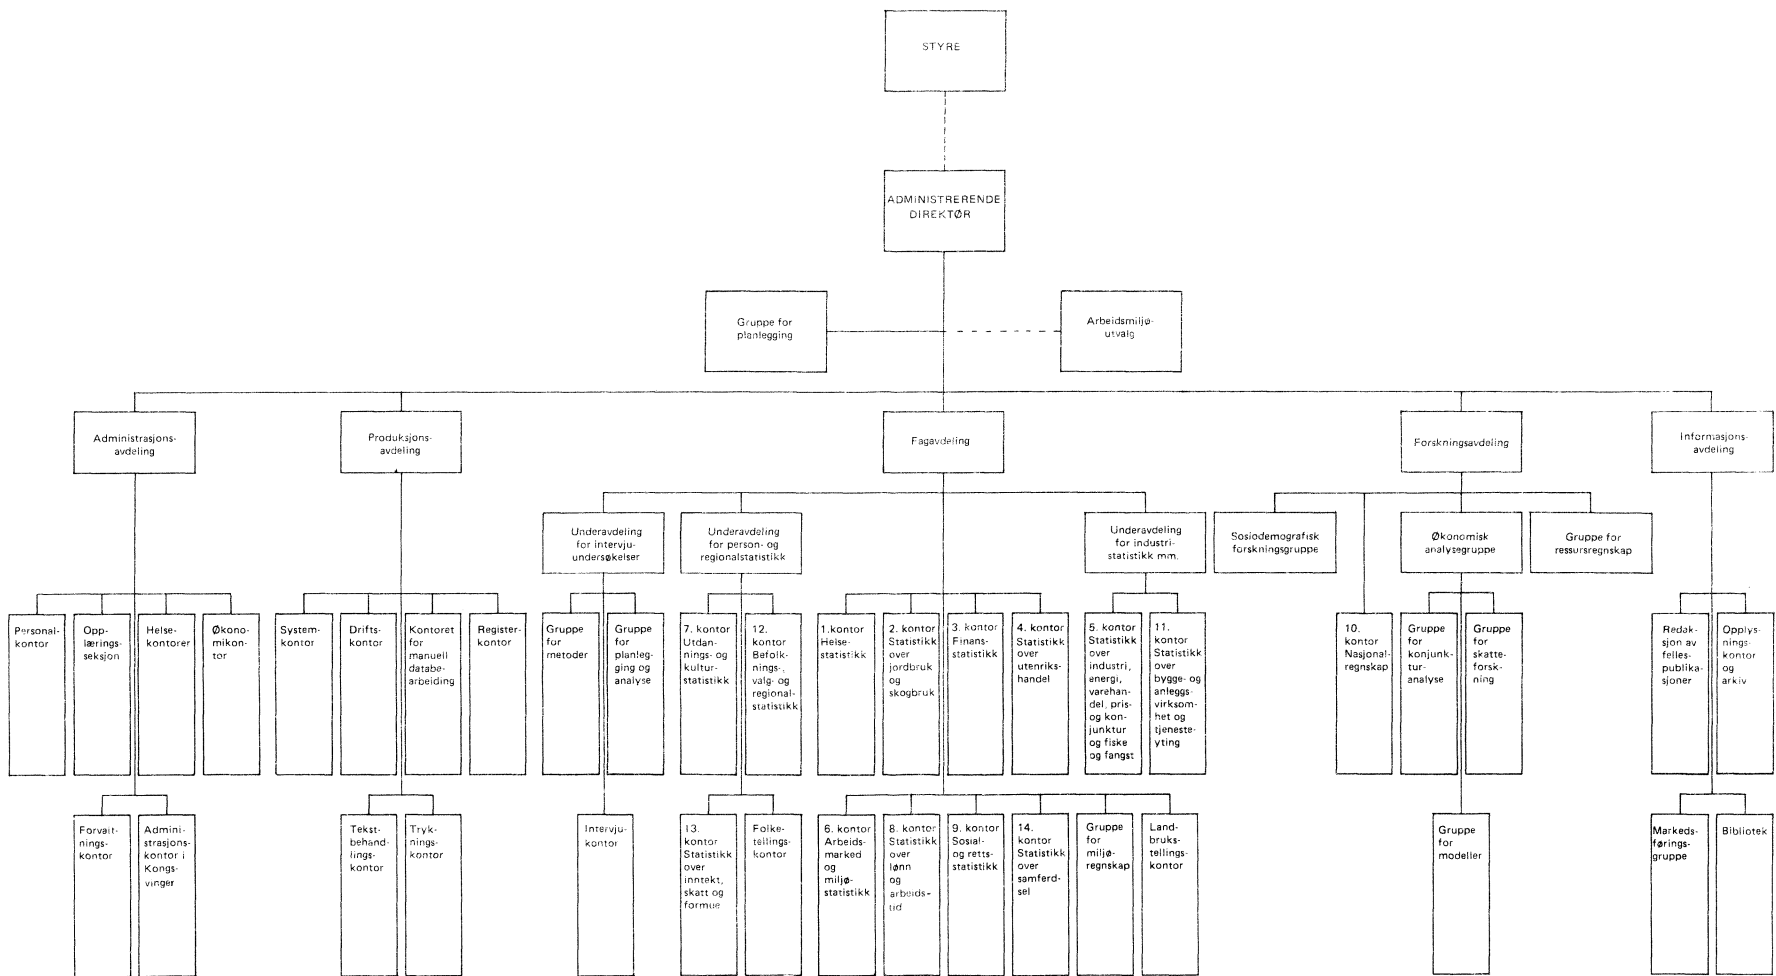 STYRE
ADMINISTRERENDE
DIREKTØR
Gruppe for
planlegging
Arbeidsmiljø-
utvalg
Administrasjons-
avdeling
Produksjons-
avdeling
Fagavdeling
Forskningsavdeling
Informasjons-
avdeling
Underavdeling
for intervju-
undersøkelser
Underavdeling
for person- og
regionalstatistikk
Underavdeling
for industri-
statistikk mm.
Sosiodemografisk
forskningsgruppe
Økonomisk
analysegruppe
Gruppe for
ressursregnskap
Personal-
kontor
Opp-
lærings-
seksjon
Helse-
kontorer
Økono-
mikon-
tor
System-
kontor
Drifts-
kontor
Kontoret
for
manuell
databe-
arbeiding
Register-
kontor
Gruppe
for
metoder
Gruppe
for
planleg-
ging og
analyse
7. kontor
Utdan-
nings- og
kultur-
statistikk
12.
kontor
Befolk-
nings-,
valg- og
regional-
statistikk
1.kontor
Helse-
statistikk
2. kontor
Statistikk
over
jordbruk
og
skogbruk
3. kontor
Finans-
statistikk
4. kontor
Statistikk
over
utenriks-
handel
5. kontor
Statistikk
over
industri,
energi,
varehan-
del, pris-
og kon-
junktur
og fiske
og fangst
11.
kontor
Statistikk
over
bygge- og
anleggs-
virksom-
het og
tjeneste-
yting
10.
kontor
Nasjonal-
regnskap
Gruppe
for
konjunk-
tur-
analyse
Gruppe
for
skatte-
forsk-
ning
Redak-
sjon av
felles-
publika-
sjoner
Opplys-
nings-
kontor
og
arkiv
Forvalt-
nings-
kontor
Admini-
strasjons-
kontor i
Kongs-
vinger
Tekst-
behand-
lings-
kontor
Tryk-
nings-
kontor
Intervju-
kontor
13.
kontor
Statistikk
over
inntekt,
skatt og
formue
Folke-
tellings-
kontor
6. kontor
Arbeids-
marked
og
miljø-
statistikk
8. kontor
Statistikk
over
lønn
og
arbeids-
tid
9. kontor
Sosial-
og retts-
statistikk
14.
kontor
Statistikk
over
samferd-
sel
Gruppe
for
miljø-
regnskap
Land-
bruks-
tellings-
kontor
Gruppe
for
modeller
Markeds-
førings-
gruppe
Bibliotek